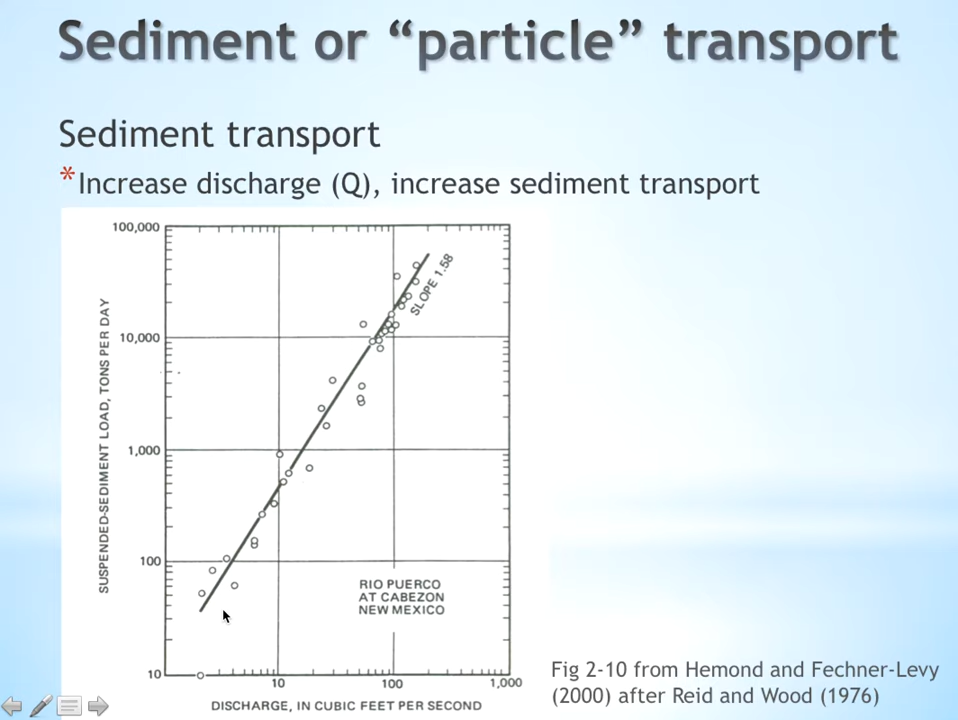 Sediment or “particle” transport
Sediment transport
* Increase discharge (Q), increase sediment transport
100,000
10,000
1,000
100
10
SUSPENDED-SEDIMENT LOAD, TONS PER DAY
SLOPE 1.58
RIO PUERCO
AT CABEZON
NEW MEXICO
10
100
1,000
DISCHARGE, IN CUBIC FEET PER SECOND
Fig 2-10 from Hemond and Fechner-Levy
(2000) after Reid and Wood (1976)